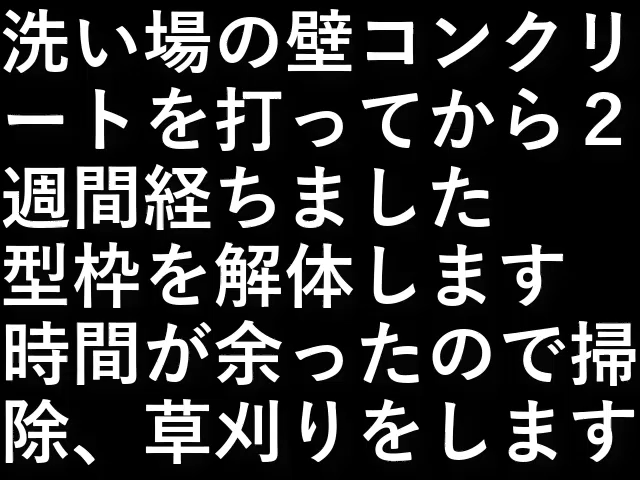 洗い場の壁コンクリ
ートを打ってから２
週間経ちました
型枠を解体します
時間が余ったので掃
除、草刈りをします